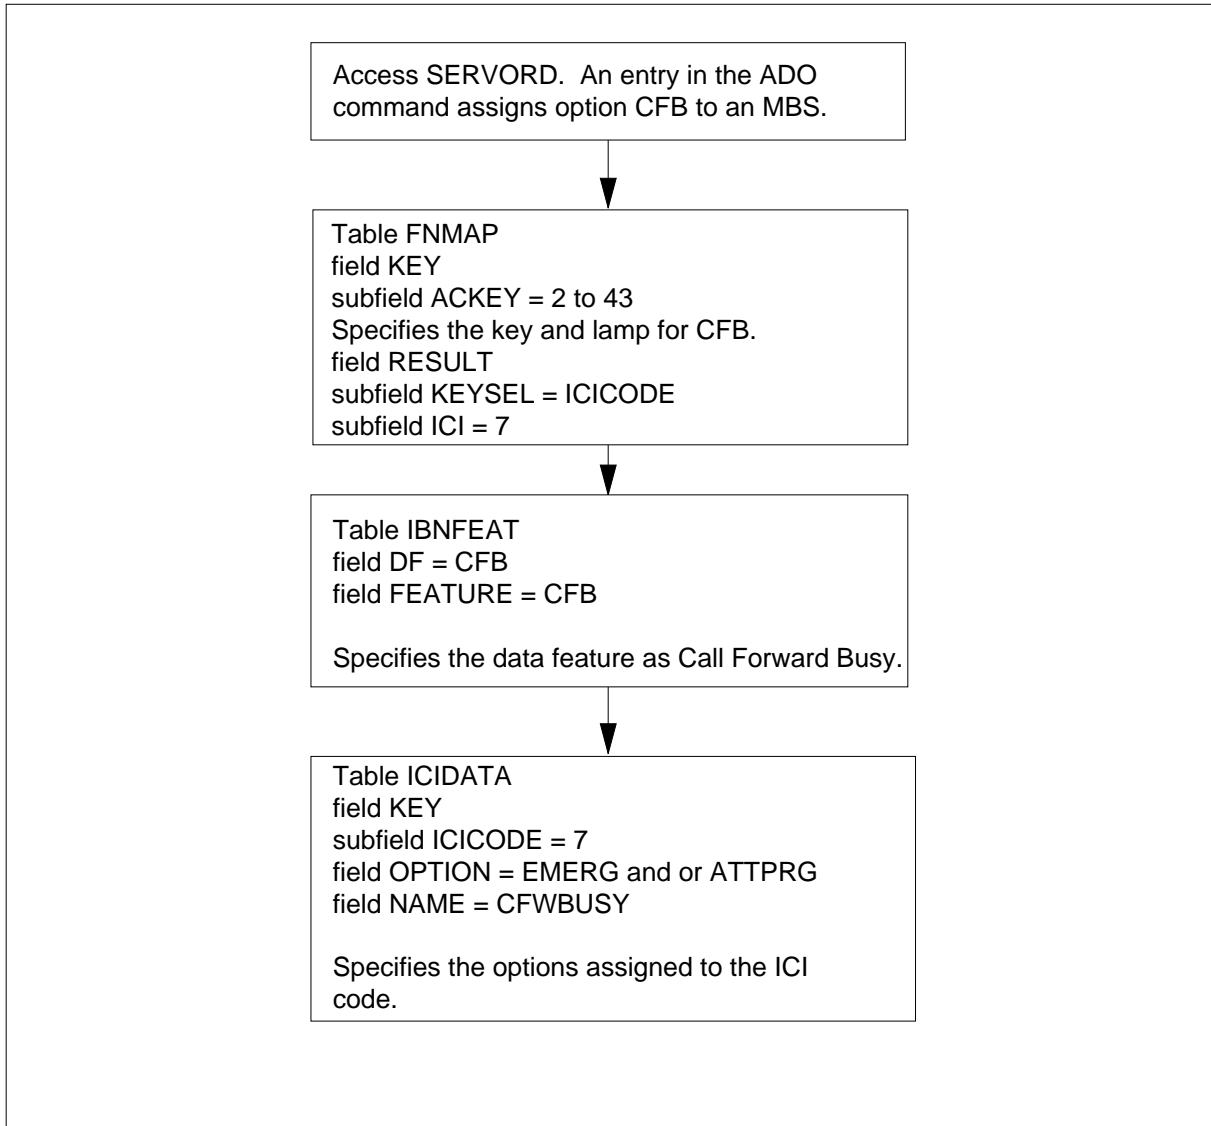 Access SERVORD.  An entry in the ADO
command assigns option CFB to an MBS.
Table FNMAP
field KEY
subfield ACKEY = 2 to 43
Specifies the key and lamp for CFB.
field RESULT
subfield KEYSEL = ICICODE
subfield ICI = 7
Table IBNFEAT
field DF = CFB
field FEATURE = CFB
Specifies the data feature as Call Forward Busy.
Table ICIDATA
field KEY
subfield ICICODE = 7
field OPTION = EMERG and or ATTPRG
field NAME = CFWBUSY
Specifies the options assigned to the ICI
code.